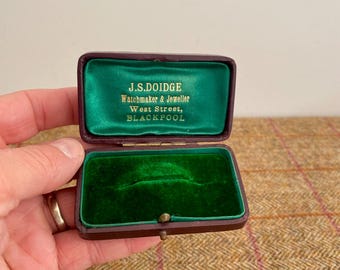 J.S.DOIDGE
Watchmaker & Jeweller
West Street,
BLACKPOOL